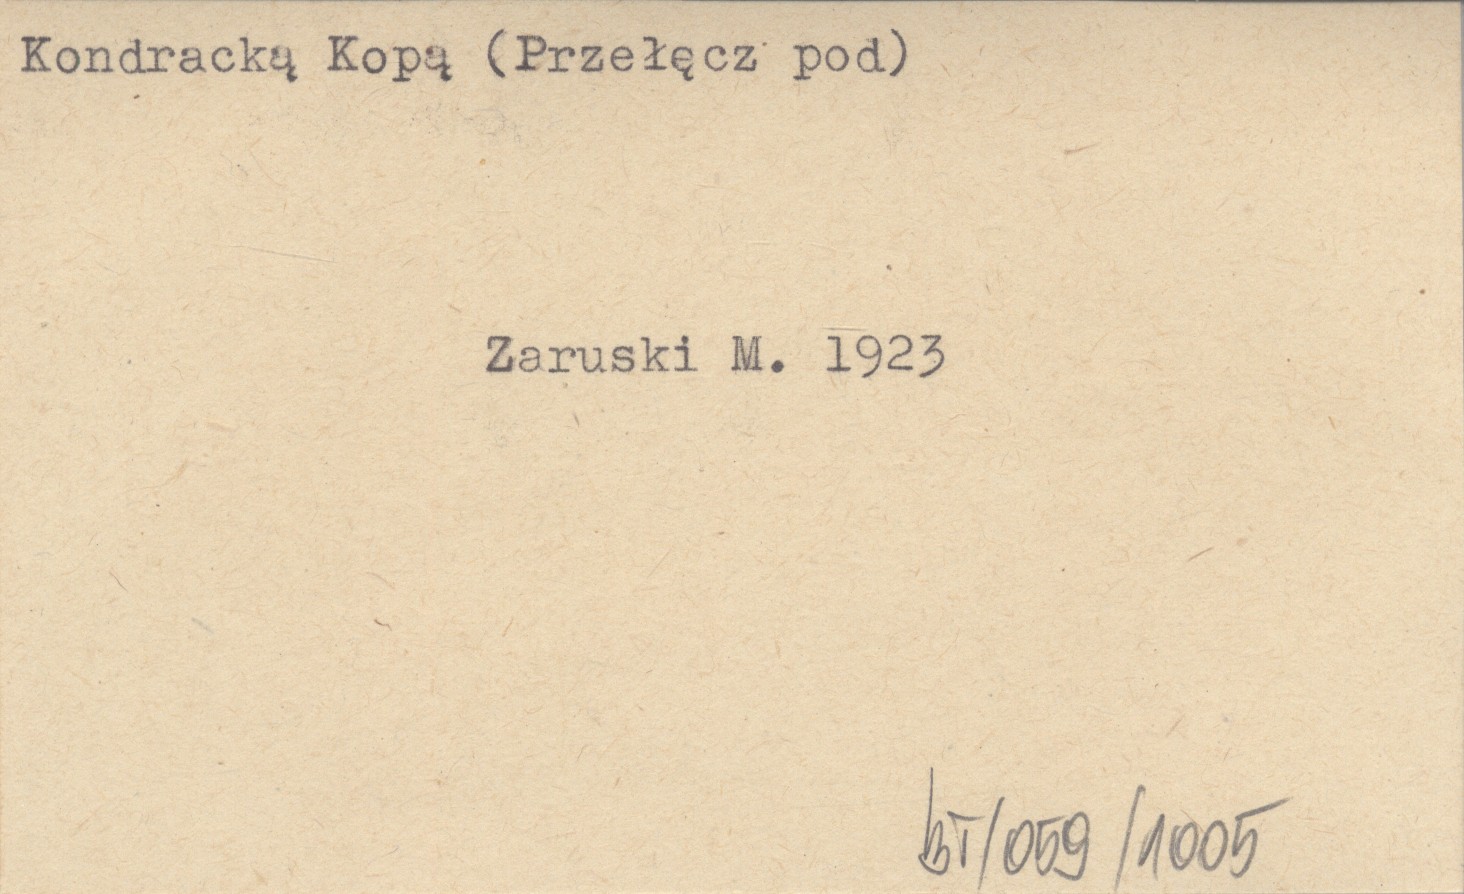 Kondracką Kopą (Przełęcz pod)
Zaruski M. 1923
BT/059/1005